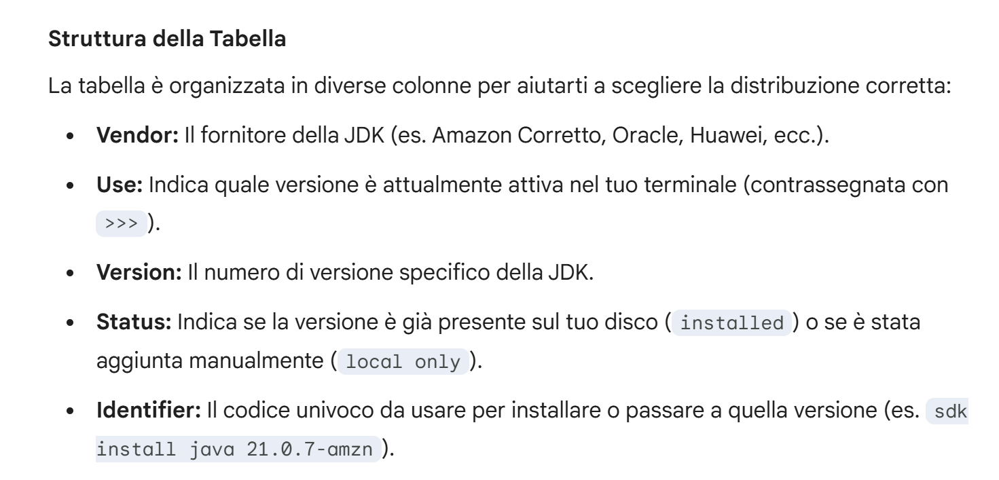 Struttura della Tabella
La tabella è organizzata in diverse colonne per aiutarti a scegliere la distribuzione corretta:
• Vendor: Il fornitore della JDK (es. Amazon Corretto, Oracle, Huawei, ecc.).
• Use: Indica quale versione è attualmente attiva nel tuo terminale (contrassegnata con
>>> ).
• Version: Il numero di versione specifico della JDK.
• Status: Indica se la versione è già presente sul tuo disco ( installed ) o se è stata
aggiunta manualmente ( local only ).
• Identifier: Il codice univoco da usare per installare o passare a quella versione (es. sdk
install java 21.0.7-amzn ).